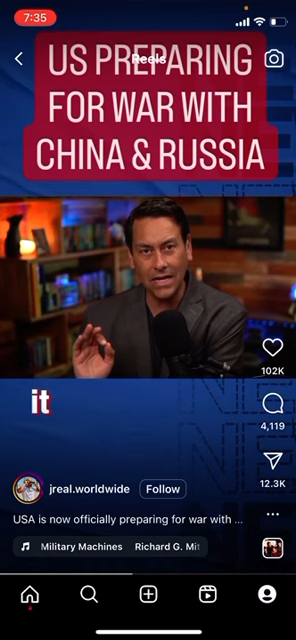 7:35
US PREPARING
Reels
FOR WAR WITH
CHINA & RUSSIA
102K
it
4,119
jreal.worldwide
Follow
12.3K
USA is now officially preparing for war with ...
Military Machines Richard G. Mit